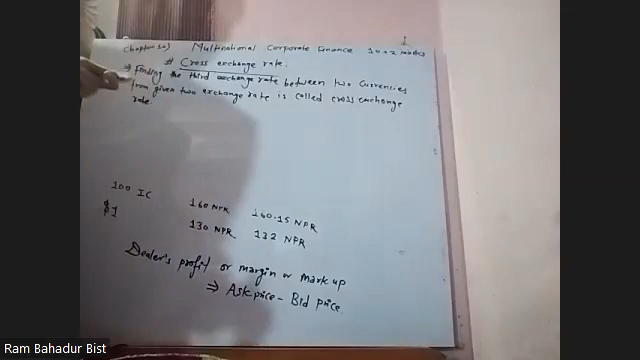 Chapter 10) Multinational Corporate Finance 10+2 marks
# Cross exchange rate.
⇒ Finding the third exchange rate between two currencies
from given two exchange rate is called cross exchange
rate.
100 IC 160 NPR 160.15 NPR
$1 130 NPR 132 NPR
Dealer's profit or margin or mark up
⇒ Ask price - Bid price.
Ram Bahadur Bist